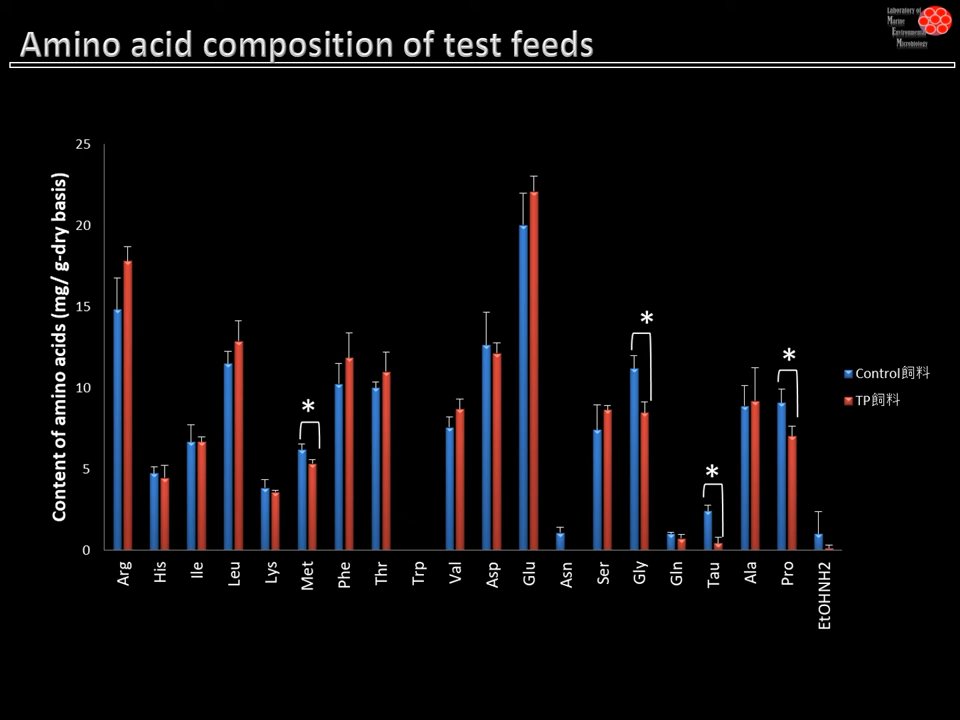 Amino acid composition of test feeds
Laboratory of
Marine
Environmental
Microbiology
Content of amino acids (mg/ g-dry basis)
25
20
15
10
5
0
*
*
*
*
Control飼料
TP飼料
Arg
His
Ile
Leu
Lys
Met
Phe
Thr
Trp
Val
Asp
Glu
Asn
Ser
Gly
Gln
Tau
Ala
Pro
EtOHNH2